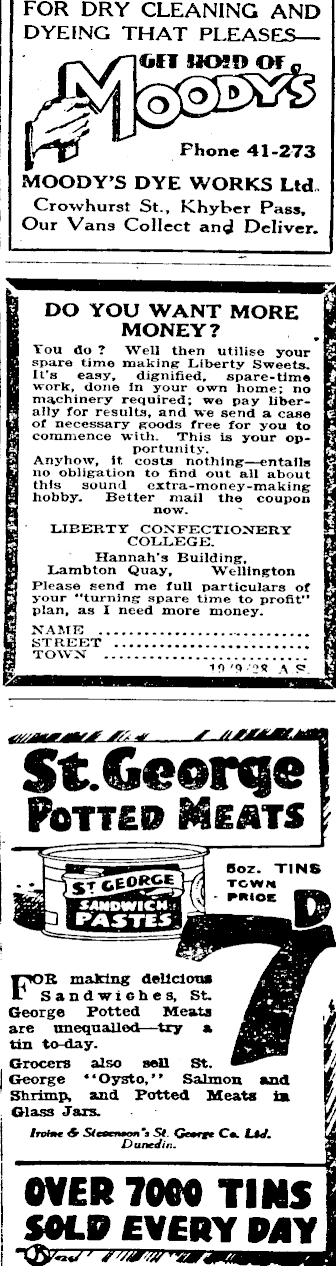 FOR DRY CLEANING AND
DYEING THAT PLEASES—
GET HOLD OF,
MOODY'S
Phone 41-273
MOODY'S DYE WORKS Ltd.
Crowhurst St., Khyber Pass,
Our Vans Collect and Deliver.
DO YOU WANT MORE
MONEY?
You do? Well then utilise your
spare time making Liberty Sweets.
It's easy, dignified, spare-time
work, done in your own home; no
machinery required; we pay liber-
ally for results, and we send a case
of necessary goods free for you to
commence with. This is your op-
portunity.
Anyhow, it costs nothing—entails
no obligation to find out all about
this sound extra-money-making
hobby. Better mail the coupon
now.
LIBERTY CONFECTIONERY
COLLEGE.
Hannah's Building,
Lambton Quay, Wellington
Please send me full particulars of
your "turning spare time to profit"
plan, as I need more money.
NAME ..............................
STREET ............................
TOWN ..............................
19/9/28 A.S.
St. George
POTTED MEATS
ST GEORGE
SANDWICH
PASTES
5oz. TINS
TOWN
PRICE
7D
FOR making delicious
Sandwiches, St.
George Potted Meats
are unequalled—try a
tin to-day.
Grocers also sell St.
George "Oysto," Salmon and
Shrimp, and Potted Meats in
Glass Jars.
Irvine & Stevenson's St. George Co. Ltd.
Dunedin.
OVER 7000 TINS
SOLD EVERY DAY